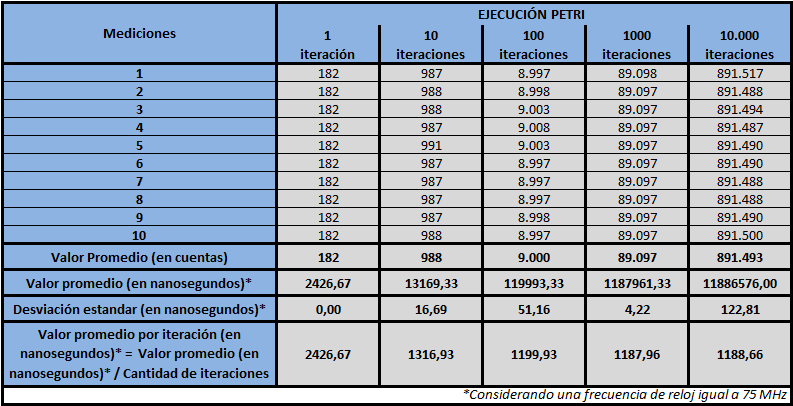 Mediciones EJECUCIÓN PETRI
1 10 100 1000 10.000
iteración iteraciones iteraciones iteraciones iteraciones
1 182 987 8.997 89.098 891.517
2 182 988 8.998 89.097 891.488
3 182 988 9.003 89.097 891.494
4 182 987 9.008 89.097 891.487
5 182 991 9.003 89.097 891.490
6 182 987 8.997 89.097 891.490
7 182 987 8.997 89.097 891.488
8 182 987 8.997 89.097 891.488
9 182 987 8.998 89.097 891.490
10 182 988 8.997 89.097 891.500
Valor Promedio (en cuentas) 182 988 9.000 89.097 891.493
Valor promedio (en nanosegundos)* 2426,67 13169,33 119993,33 1187961,33 11886576,00
Desviación estandar (en nanosegundos)* 0,00 16,69 51,16 4,22 122,81
Valor promedio por iteración (en
nanosegundos)* = Valor promedio (en
nanosegundos)* / Cantidad de iteraciones
2426,67 1316,93 1199,93 1187,96 1188,66
*Considerando una frecuencia de reloj igual a 75 MHz